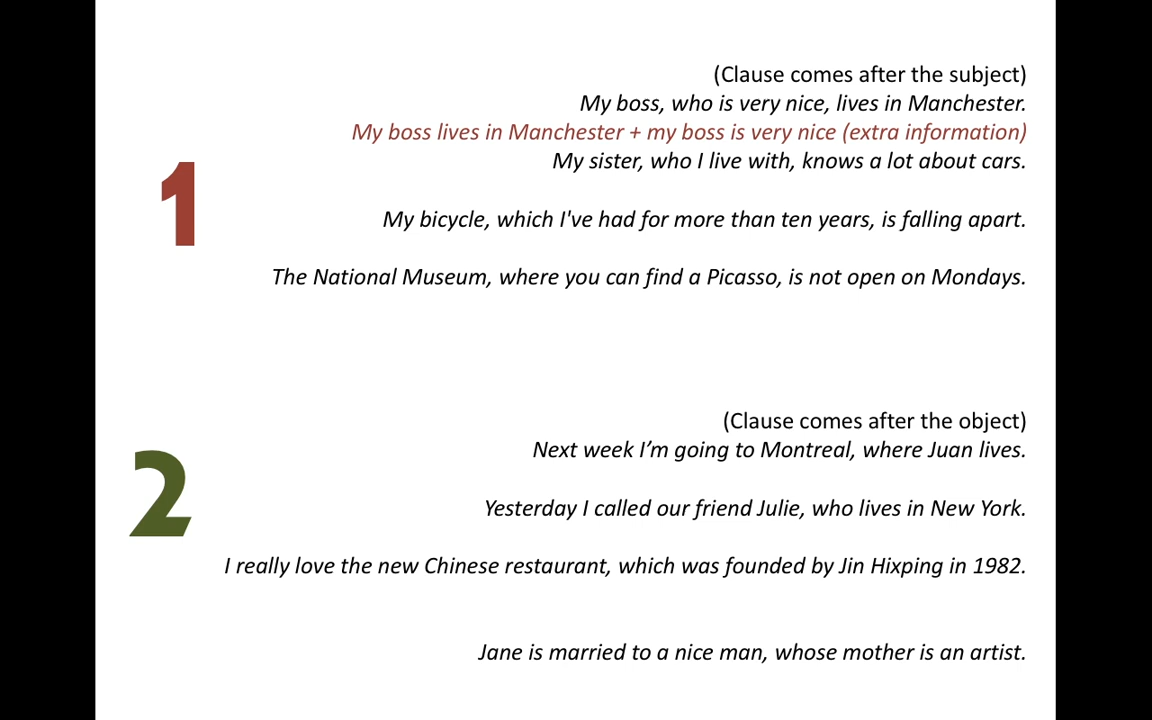 (Clause comes after the subject)
My boss, who is very nice, lives in Manchester.
My boss lives in Manchester + my boss is very nice (extra information)
My sister, who I live with, knows a lot about cars.
1
My bicycle, which I've had for more than ten years, is falling apart.
The National Museum, where you can find a Picasso, is not open on Mondays.
(Clause comes after the object)
Next week I’m going to Montreal, where Juan lives.
2
Yesterday I called our friend Julie, who lives in New York.
I really love the new Chinese restaurant, which was founded by Jin Hixping in 1982.
Jane is married to a nice man, whose mother is an artist.